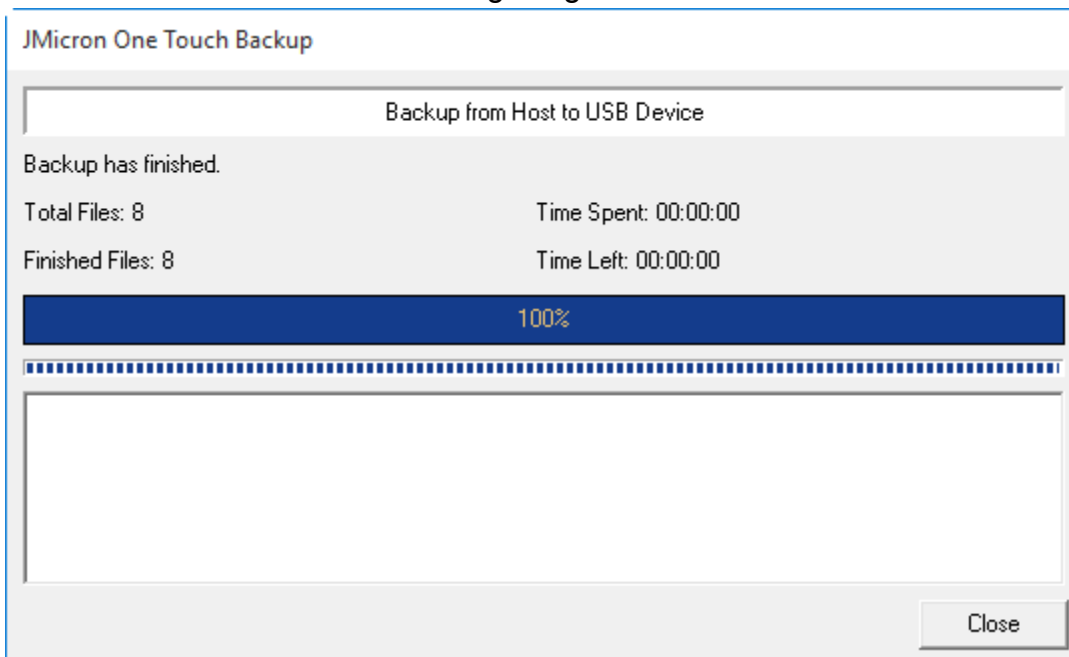 JMicron One Touch Backup
Backup from Host to USB Device
Backup has finished.
Total Files: 8
Time Spent: 00:00:00
Finished Files: 8
Time Left: 00:00:00
100%
Close